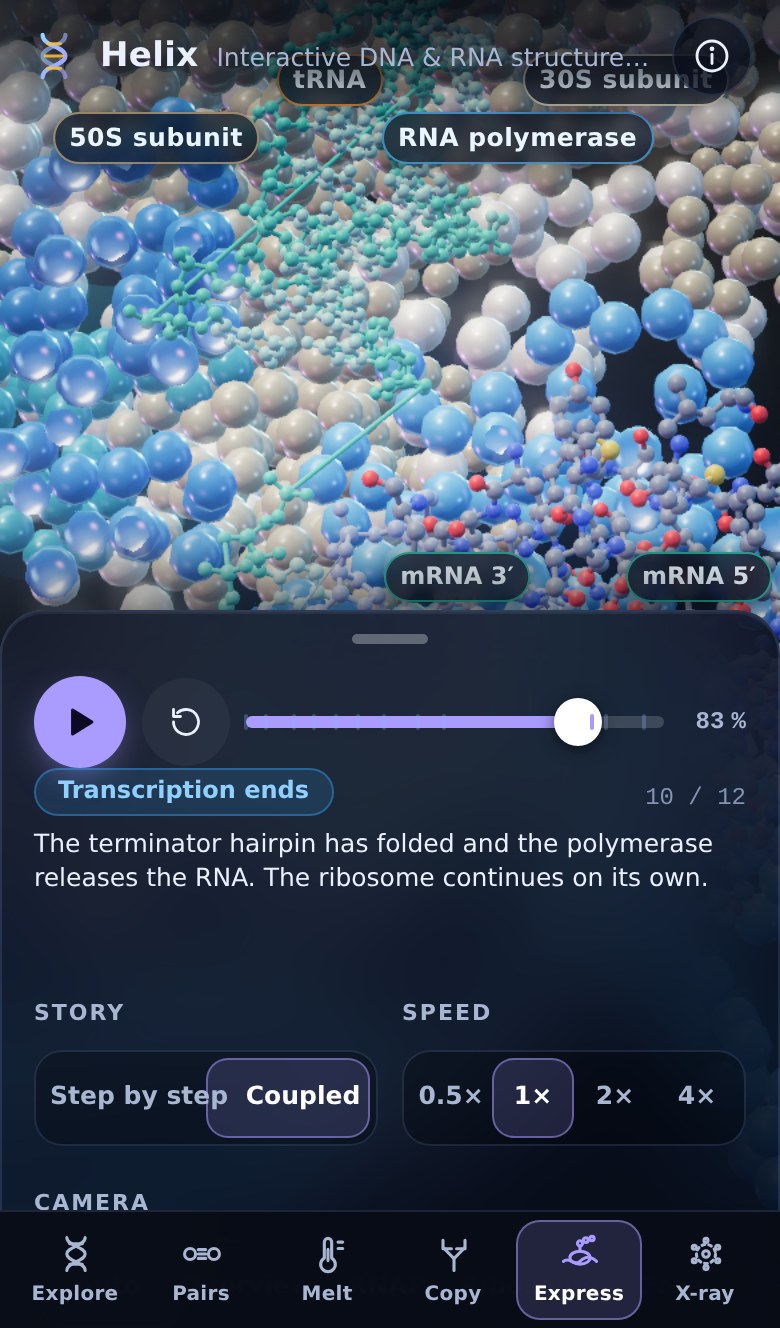 Helix Interactive DNA & RNA structure…
tRNA 30S subunit
50S subunit RNA polymerase
mRNA 3′ mRNA 5′
83 %
Transcription ends 10 / 12
The terminator hairpin has folded and the polymerase
releases the RNA. The ribosome continues on its own.
STORY SPEED
Step by step Coupled 0.5× 1× 2× 4×
CAMERA
Explore Pairs Melt Copy Express X-ray